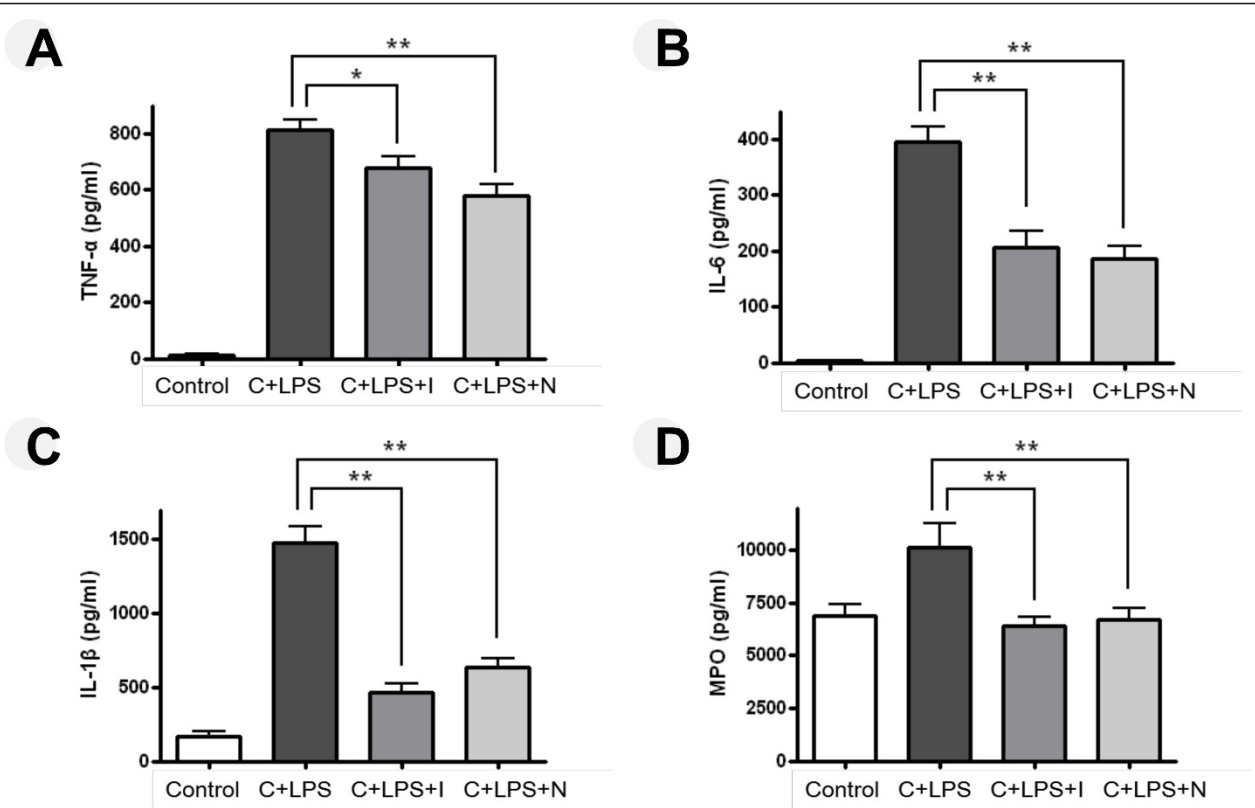 A
**
*
TNF-α (pg/ml)
800
600
400
200
0
Control C+LPS C+LPS+I C+LPS+N
B
**
**
IL-6 (pg/ml)
400
300
200
100
0
Control C+LPS C+LPS+I C+LPS+N
C
**
**
IL-1β (pg/ml)
1500
1000
500
0
Control C+LPS C+LPS+I C+LPS+N
D
**
**
MPO (pg/ml)
10000
7500
5000
2500
0
Control C+LPS C+LPS+I C+LPS+N